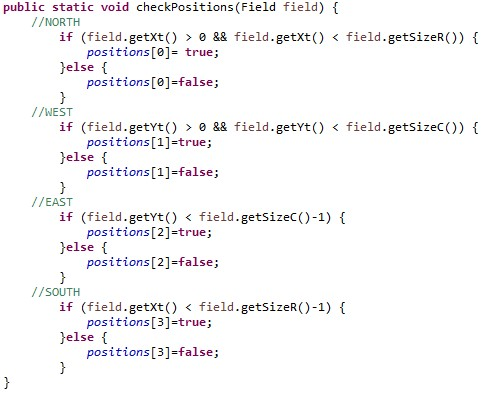 public static void checkPositions(Field field) {
    //NORTH
        if (field.getXt() > 0 && field.getXt() < field.getSizeR()) {
            positions[0]= true;
        }else {
            positions[0]=false;
        }
    //WEST
        if (field.getYt() > 0 && field.getYt() < field.getSizeC()) {
            positions[1]=true;
        }else {
            positions[1]=false;
        }
    //EAST
        if (field.getYt() < field.getSizeC()-1) {
            positions[2]=true;
        }else {
            positions[2]=false;
        }
    //SOUTH
        if (field.getXt() < field.getSizeR()-1) {
            positions[3]=true;
        }else {
            positions[3]=false;
        }
}